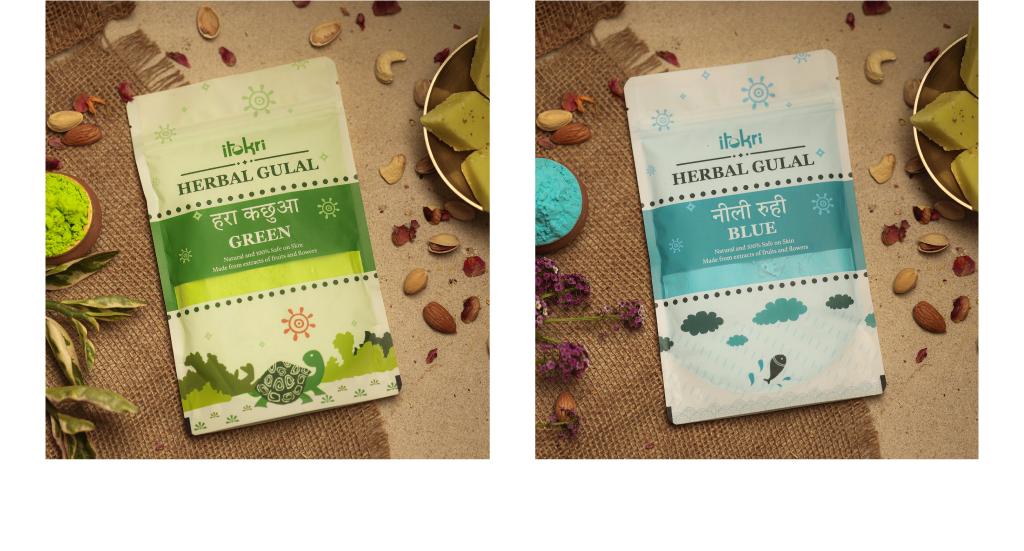 itokri
HERBAL GULAL
हरा कछुआ
GREEN
Natural and 100% Safe on Skin
Made from extracts of fruits and flowers
itokri
HERBAL GULAL
नीली रुही
BLUE
Natural and 100% Safe on Skin
Made from extracts of fruits and flowers